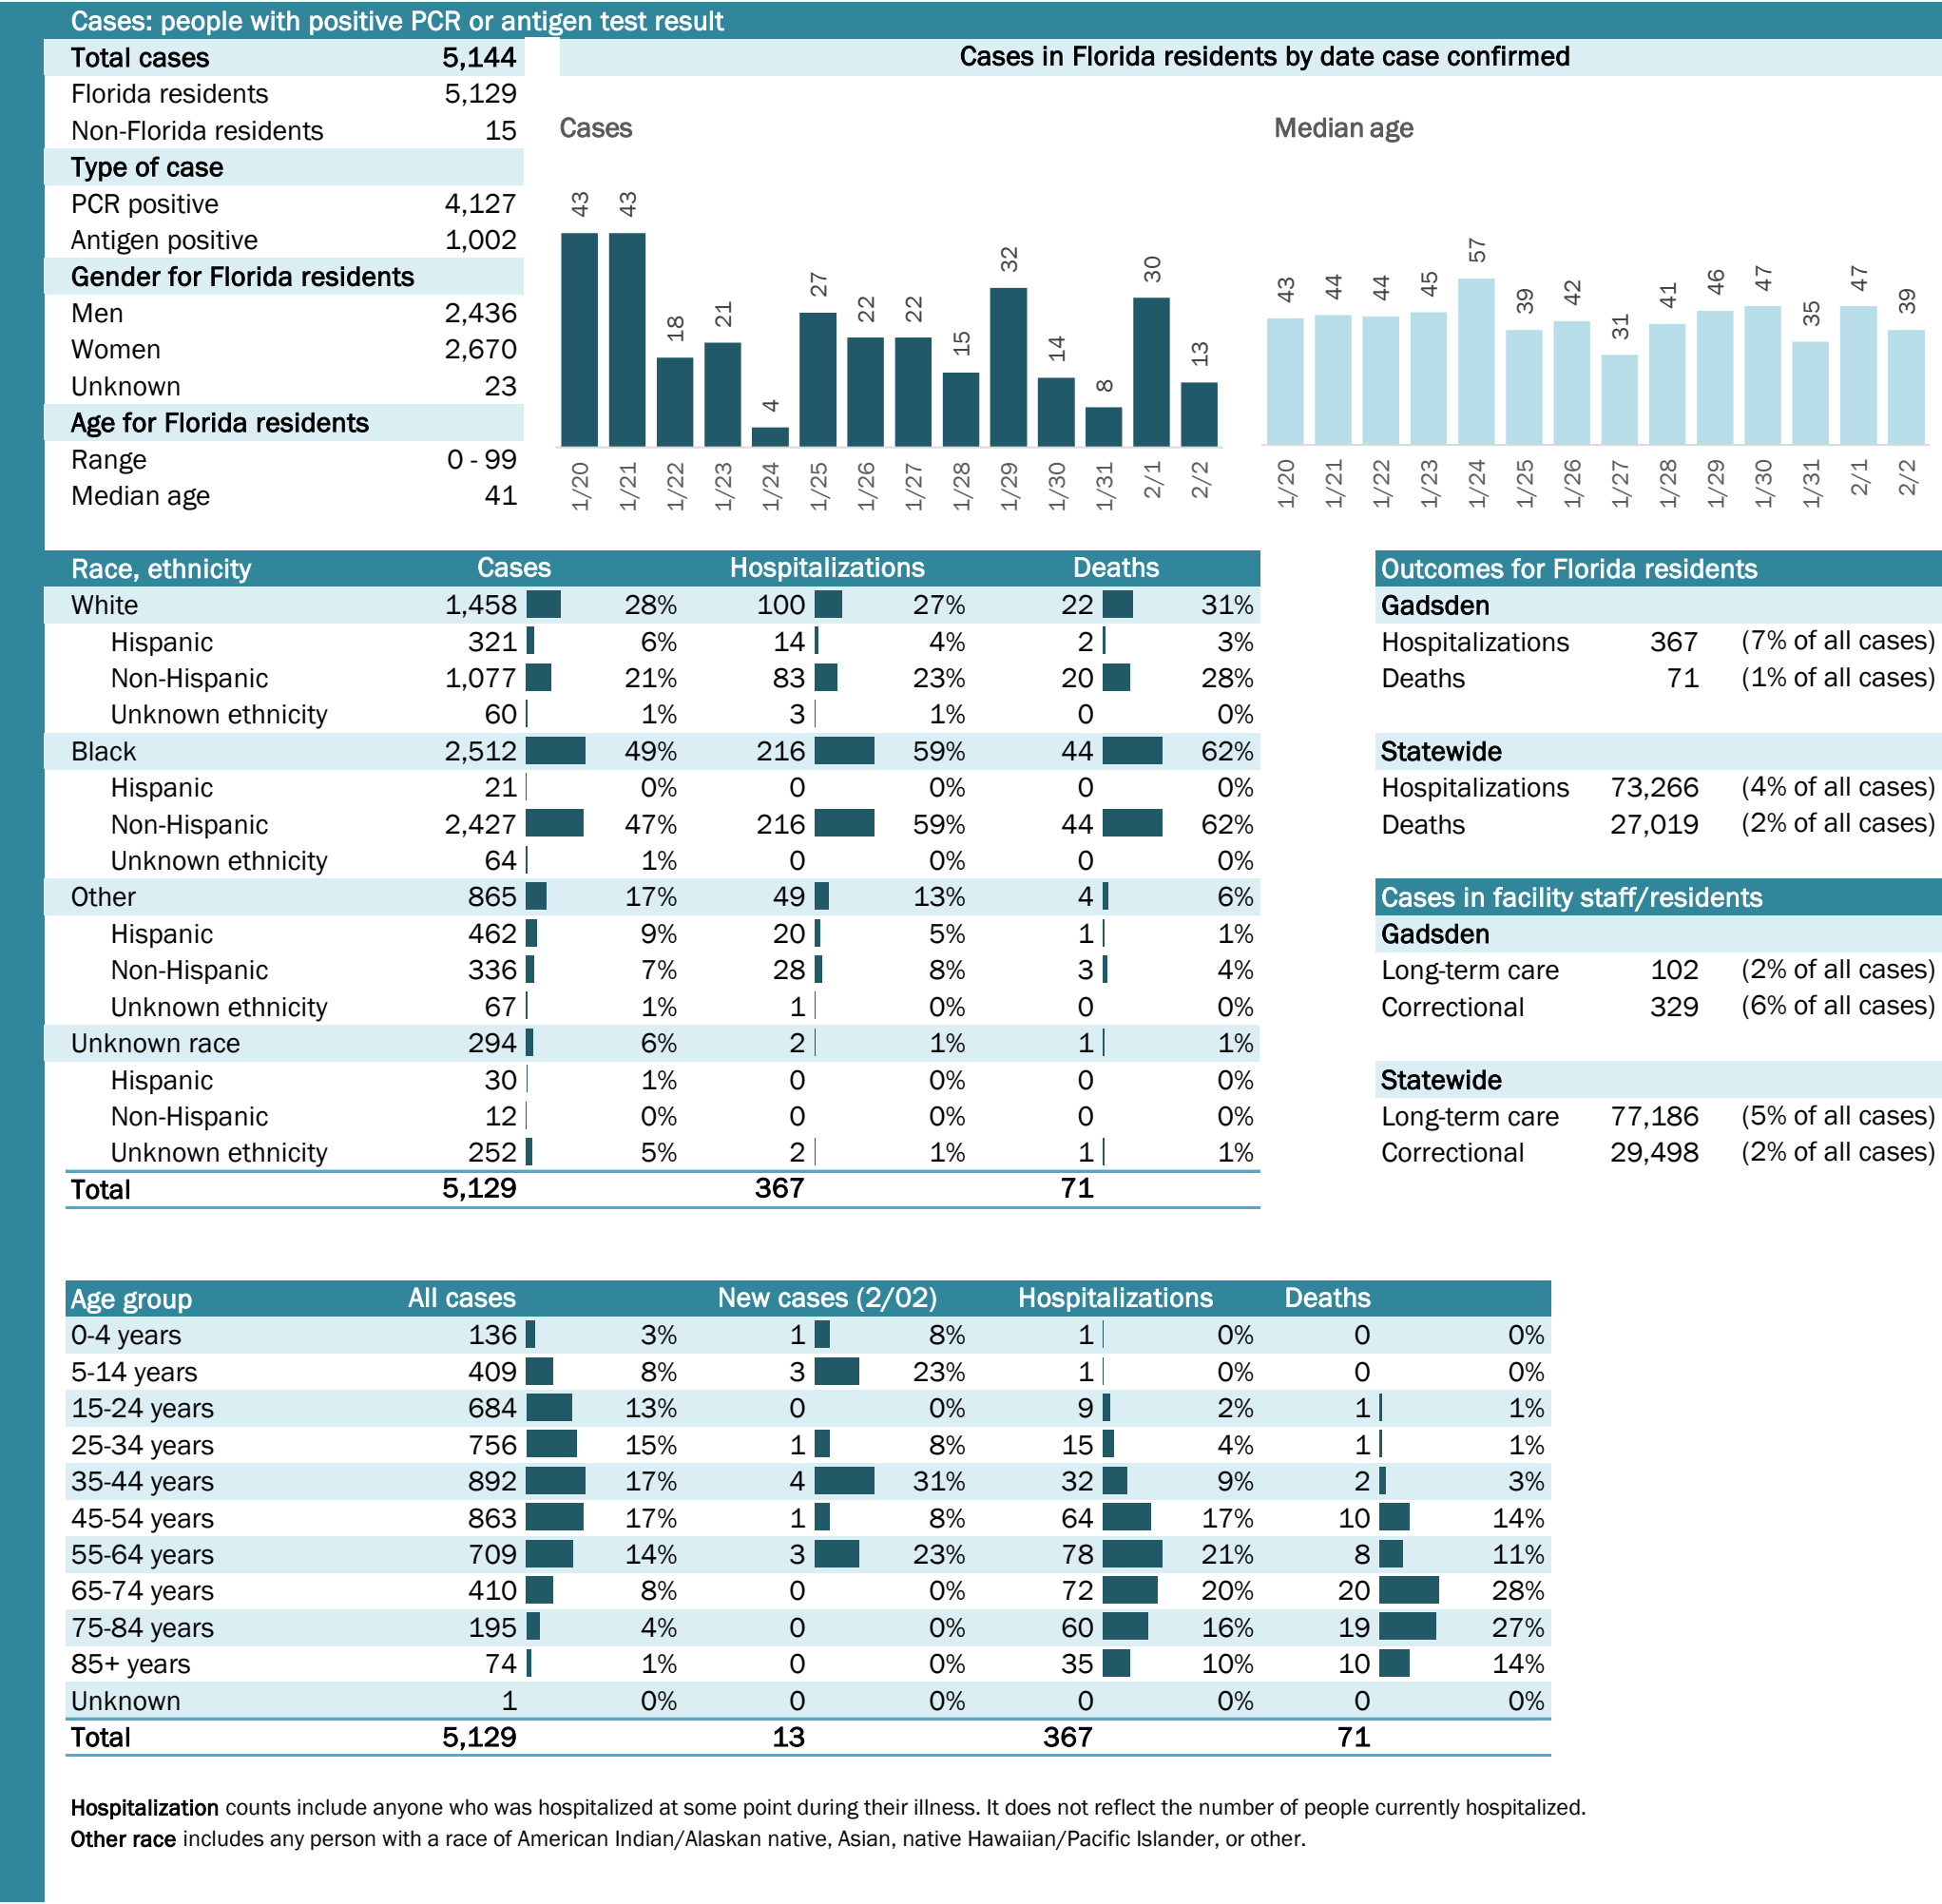 Cases: people with positive PCR or antigen test result
Total cases 5,144
Florida residents 5,129
Non-Florida residents 15
Type of case
PCR positive 4,127
Antigen positive 1,002
Gender for Florida residents
Men 2,436
Women 2,670
Unknown 23
Age for Florida residents
Range 0 - 99
Median age 41
Cases in Florida residents by date case confirmed
Cases
43 43 18 21 4 27 22 22 15 32 14 8 30 13
1/20 1/21 1/22 1/23 1/24 1/25 1/26 1/27 1/28 1/29 1/30 1/31 2/1 2/2
Median age
43 44 44 45 57 39 42 31 41 46 47 35 47 39
1/20 1/21 1/22 1/23 1/24 1/25 1/26 1/27 1/28 1/29 1/30 1/31 2/1 2/2
Race, ethnicity Cases Hospitalizations Deaths
White 1,458 28% 100 27% 22 31%
Hispanic 321 6% 14 4% 2 3%
Non-Hispanic 1,077 21% 83 23% 20 28%
Unknown ethnicity 60 1% 3 1% 0 0%
Black 2,512 49% 216 59% 44 62%
Hispanic 21 0% 0 0% 0 0%
Non-Hispanic 2,427 47% 216 59% 44 62%
Unknown ethnicity 64 1% 0 0% 0 0%
Other 865 17% 49 13% 4 6%
Hispanic 462 9% 20 5% 1 1%
Non-Hispanic 336 7% 28 8% 3 4%
Unknown ethnicity 67 1% 1 0% 0 0%
Unknown race 294 6% 2 1% 1 1%
Hispanic 30 1% 0 0% 0 0%
Non-Hispanic 12 0% 0 0% 0 0%
Unknown ethnicity 252 5% 2 1% 1 1%
Total 5,129 367 71
Outcomes for Florida residents
Gadsden
Hospitalizations 367 (7% of all cases)
Deaths 71 (1% of all cases)
Statewide
Hospitalizations 73,266 (4% of all cases)
Deaths 27,019 (2% of all cases)
Cases in facility staff/residents
Gadsden
Long-term care 102 (2% of all cases)
Correctional 329 (6% of all cases)
Statewide
Long-term care 77,186 (5% of all cases)
Correctional 29,498 (2% of all cases)
Age group All cases New cases (2/02) Hospitalizations Deaths
0-4 years 136 3% 1 8% 1 0% 0 0%
5-14 years 409 8% 3 23% 1 0% 0 0%
15-24 years 684 13% 0 0% 9 2% 1 1%
25-34 years 756 15% 1 8% 15 4% 1 1%
35-44 years 892 17% 4 31% 32 9% 2 3%
45-54 years 863 17% 1 8% 64 17% 10 14%
55-64 years 709 14% 3 23% 78 21% 8 11%
65-74 years 410 8% 0 0% 72 20% 20 28%
75-84 years 195 4% 0 0% 60 16% 19 27%
85+ years 74 1% 0 0% 35 10% 10 14%
Unknown 1 0% 0 0% 0 0% 0 0%
Total 5,129 13 367 71
Hospitalization counts include anyone who was hospitalized at some point during their illness. It does not reflect the number of people currently hospitalized.
Other race includes any person with a race of American Indian/Alaskan native, Asian, native Hawaiian/Pacific Islander, or other.